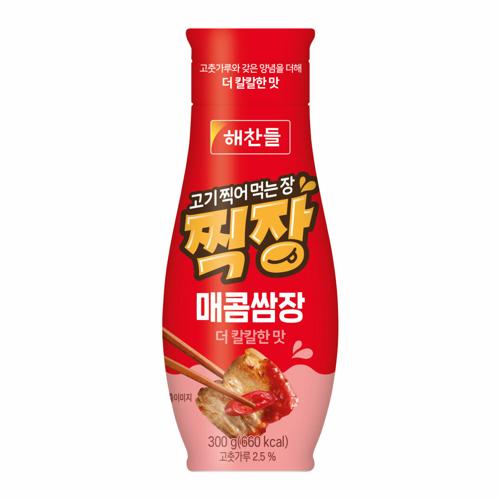 고춧가루와 갖은 양념을 더해
더 칼칼한 맛
해찬들
고기 찍어 먹는 장
찍장
매콤쌈장
더 칼칼한 맛
이미지
300 g(660 kcal)
고춧가루 2.5 %